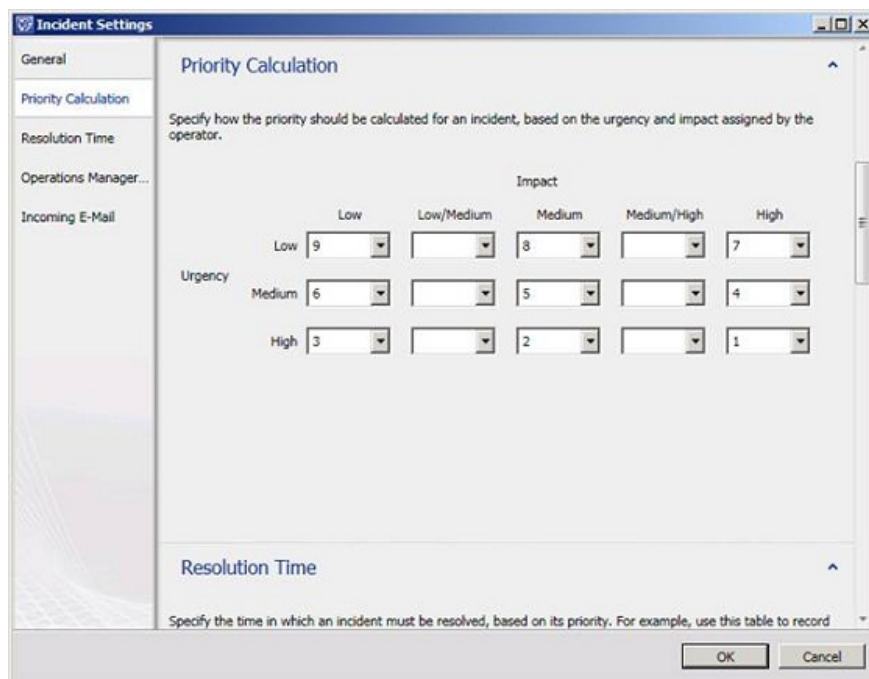 Incident Settings
General
Priority Calculation
Resolution Time
Operations Manager...
Incoming E-Mail
Priority Calculation
Specify how the priority should be calculated for an incident, based on the urgency and impact assigned by the
operator.
Impact
Low Low/Medium Medium Medium/High High
Low 9 8 7
Urgency
Medium 6 5 4
High 3 2 1
Resolution Time
Specify the time in which an incident must be resolved, based on its priority. For example, use this table to record
OK Cancel